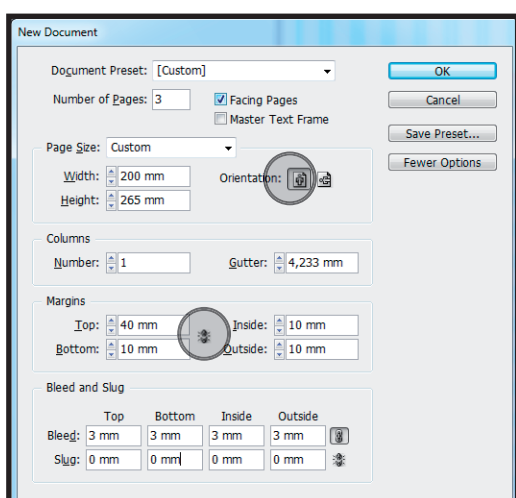 New Document
Document Preset: [Custom]
OK
Number of Pages: 3 Facing Pages
Cancel
Master Text Frame
Save Preset...
Page Size: Custom
Fewer Options
Width: 200 mm Orientation:
Height: 265 mm
Columns
Number: 1 Gutter: 4,233 mm
Margins
Top: 40 mm Inside: 10 mm
Bottom: 10 mm Outside: 10 mm
Bleed and Slug
Top Bottom Inside Outside
Bleed: 3 mm 3 mm 3 mm 3 mm
Slug: 0 mm 0 mm 0 mm 0 mm